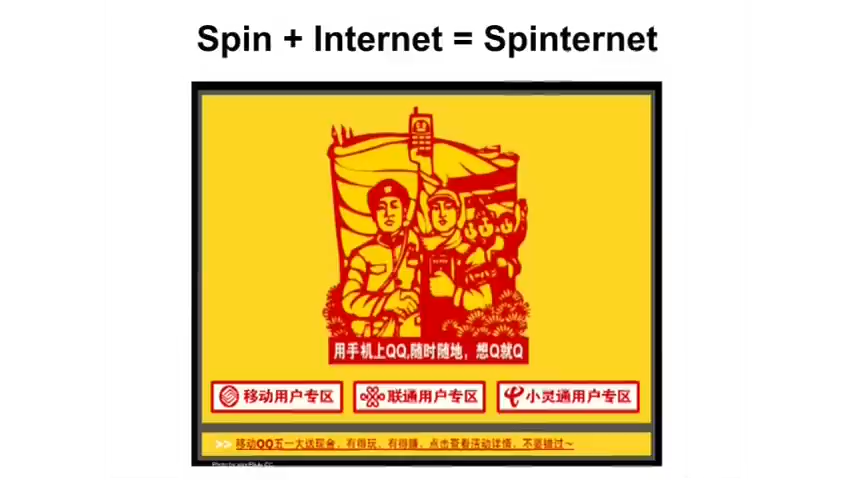 Spin + Internet = Spinternet
用手机上QQ,随时随地，想Q就Q
移动用户专区
联通用户专区
小灵通用户专区
>> 移动QQ五一大送现金，有得玩，有得赚，点击查看活动详情，不要错过～